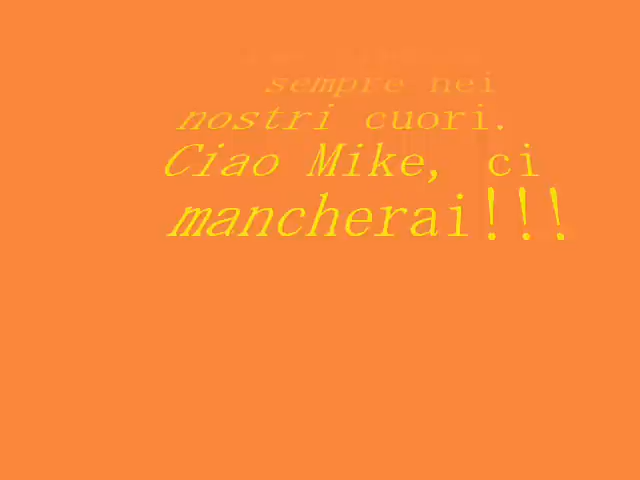 sempre nei
nostri cuori.
Ciao Mike, ci
mancherai!!!